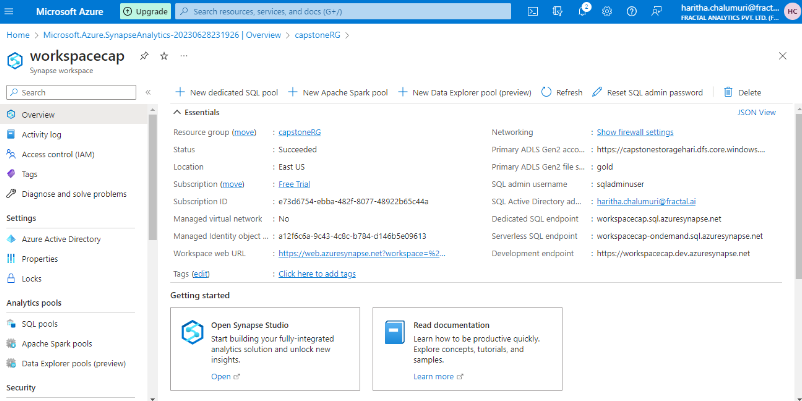 Microsoft Azure
Upgrade
Search resources, services, and docs (G+/)
2
haritha.chalumuri@fract...
FRACTAL ANALYTICS PVT. LTD. (F...
HC
Home > Microsoft.Azure.SynapseAnalytics-20230628231926 | Overview > capstoneRG >
workspacecap
Synapse workspace
Search
New dedicated SQL pool
New Apache Spark pool
New Data Explorer pool (preview)
Refresh
Reset SQL admin password
Delete
Overview
Activity log
Access control (IAM)
Tags
Diagnose and solve problems
Settings
Azure Active Directory
Properties
Locks
Analytics pools
SQL pools
Apache Spark pools
Data Explorer pools (preview)
Security
Essentials
JSON View
Resource group (move) : capstoneRG
Status : Succeeded
Location : East US
Subscription (move) : Free Trial
Subscription ID : e73d6754-ebba-482f-8077-48922b65c44a
Managed virtual network : No
Managed Identity object ... : a12f6c6a-9c43-4c8c-b784-d146b5e09613
Workspace web URL : https://web.azuresynapse.net?workspace=%2...
Tags (edit) : Click here to add tags
Networking : Show firewall settings
Primary ADLS Gen2 acco... : https://capstonestoragehari.dfs.core.windows....
Primary ADLS Gen2 file s... : gold
SQL admin username : sqladminuser
SQL Active Directory ad... : haritha.chalumuri@fractal.ai
Dedicated SQL endpoint : workspacecap.sql.azuresynapse.net
Serverless SQL endpoint : workspacecap-ondemand.sql.azuresynapse.net
Development endpoint : https://workspacecap.dev.azuresynapse.net
Getting started
Open Synapse Studio
Start building your fully-integrated
analytics solution and unlock new
insights.
Open
Read documentation
Learn how to be productive quickly.
Explore concepts, tutorials, and
samples.
Learn more